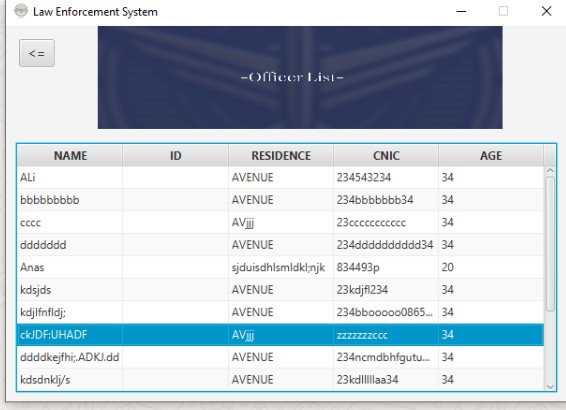 Law Enforcement System
<=
-Officer List-
NAME ID RESIDENCE CNIC AGE
ALi AVENUE 234543234 34
bbbbbbbbb AVENUE 234bbbbbbb34 34
cccc AVjjj 23ccccccccccc 34
ddddddd AVENUE 234dddddddddd34 34
Anas sjduisdhlsmldkl;njk 834493p 20
kdsjds AVENUE 23kdjfl234 34
kdjlfnfldj; AVENUE 234bbooooo0865... 34
ckJDF:UHADF AVjjj zzzzzzzccc 34
ddddkejfhi;.ADKJ.dd AVENUE 234ncmdbhfgutu... 34
kdsdnklj/s AVENUE 23kdlllllaa34 34